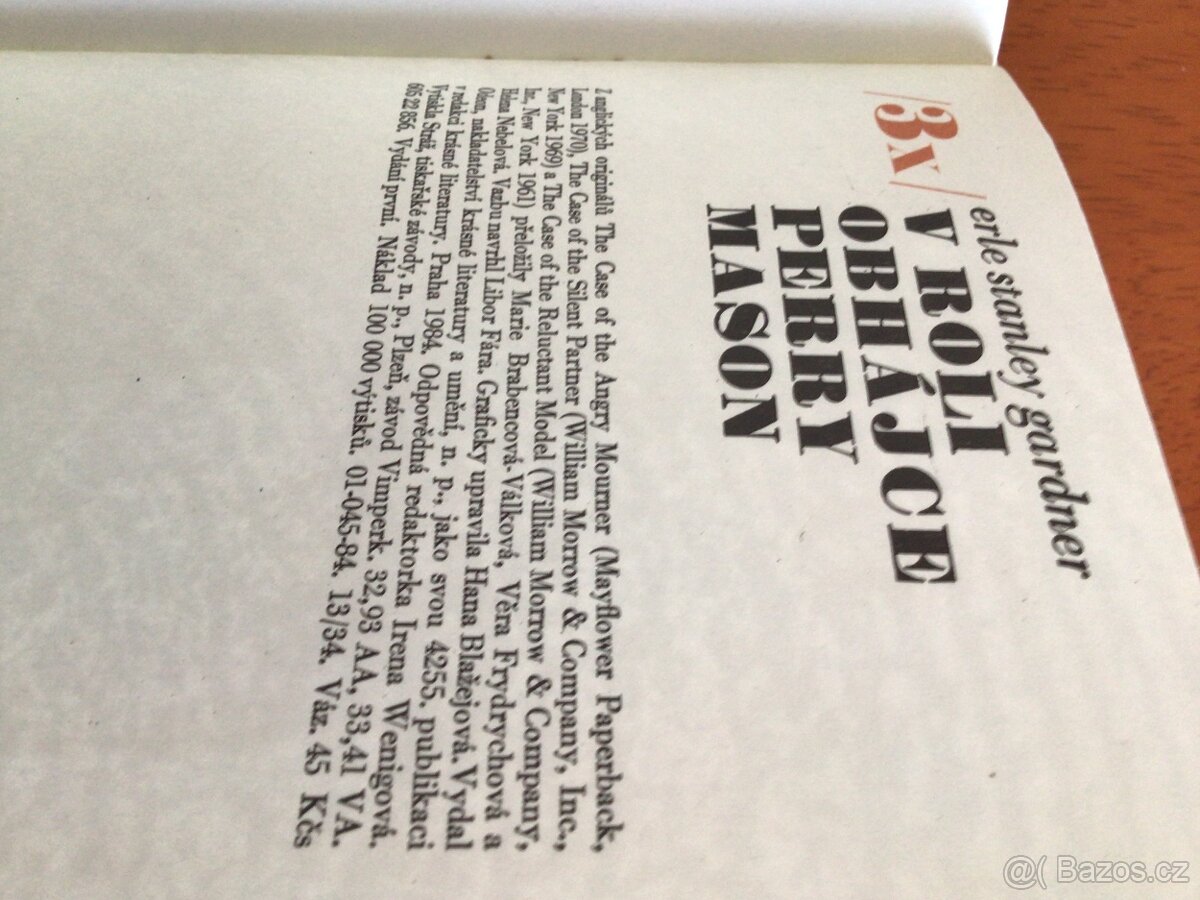 /3x/
erle stanley gardner
V ROLI
OBHÁJCE
PERRY
MASON
Z anglických originálů The Case of the Angry Mourner (Mayflower Paperback,
London 1970), The Case of the Silent Partner (William Morrow & Company, Inc.,
New York 1969) a The Case of the Reluctant Model (William Morrow & Company,
Inc., New York 1961) přeložily Marie Brabencová-Válková, Věra Frydrychová a
Helena Nebelová. Vazbu navrhl Libor Fára. Graficky upravila Hana Blažejová. Vydal
Odeon, nakladatelství krásné literatury a umění, n. p., jako svou 4255. publikaci
v redakci krásné literatury. Praha 1984. Odpovědná redaktorka Irena Wenigová.
Vytiskla Stráž, tiskařské závody, n. p., Plzeň, závod Vimperk. 32,93 AA, 33,41 VA.
605 22 856. Vydání první. Náklad 100 000 výtisků. 01-045-84. 13/34. Váz. 45 Kčs
@( Bazos.cz